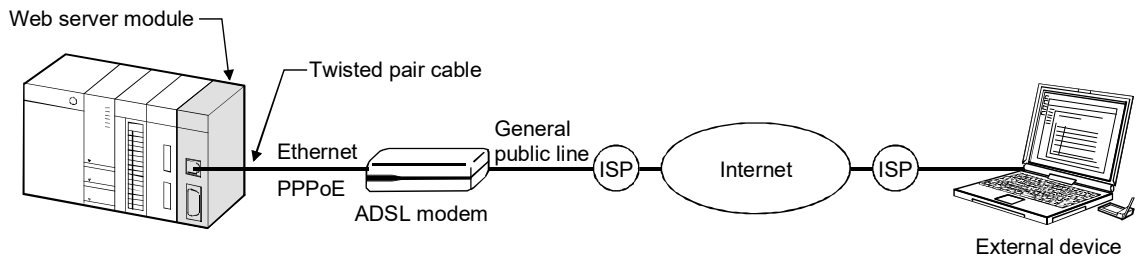 Web server module
Twisted pair cable
Ethernet
PPPoE
ADSL modem
General
public line
ISP
Internet
ISP
External device